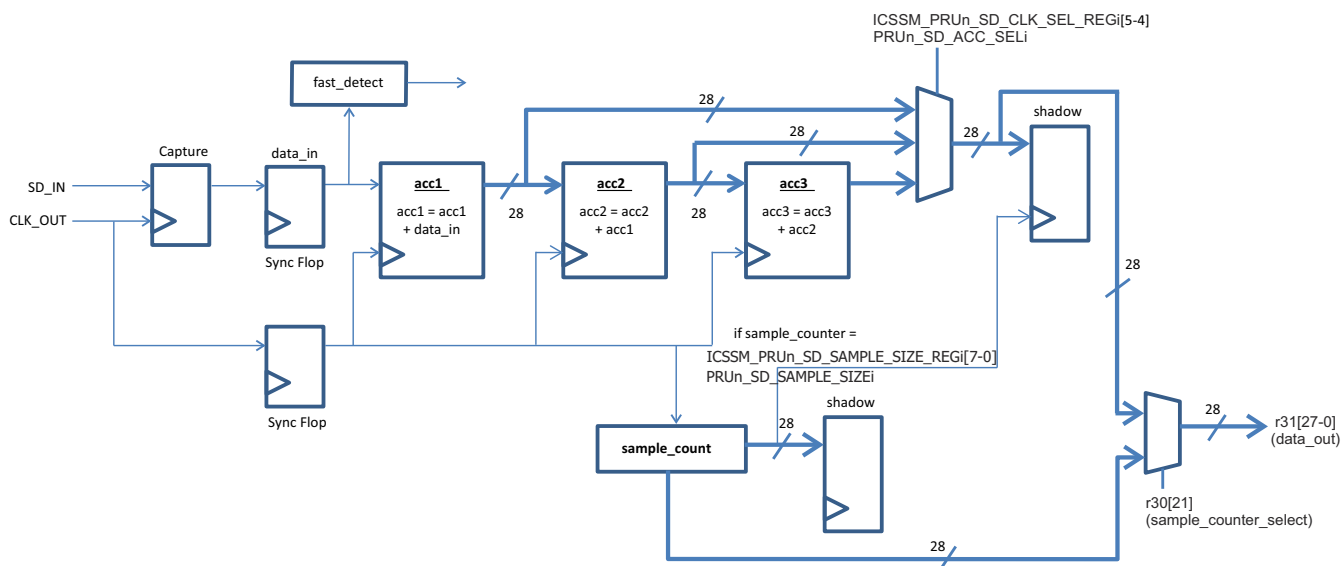 ICSSM_PRUn_SD_CLK_SEL_REGi[5-4]
PRUn_SD_ACC_SELi
fast_detect
28
28
28
shadow
Capture
data_in
SD_IN
CLK_OUT
acc1
acc1 = acc1
+ data_in
28
acc2
acc2 = acc2
+ acc1
28
acc3
acc3 = acc3
+ acc2
Sync Flop
28
if sample_counter =
ICSSM_PRUn_SD_SAMPLE_SIZE_REGi[7-0]
PRUn_SD_SAMPLE_SIZEi
shadow
Sync Flop
sample_count
28
28
r31[27-0]
(data_out)
r30[21]
(sample_counter_select)
28